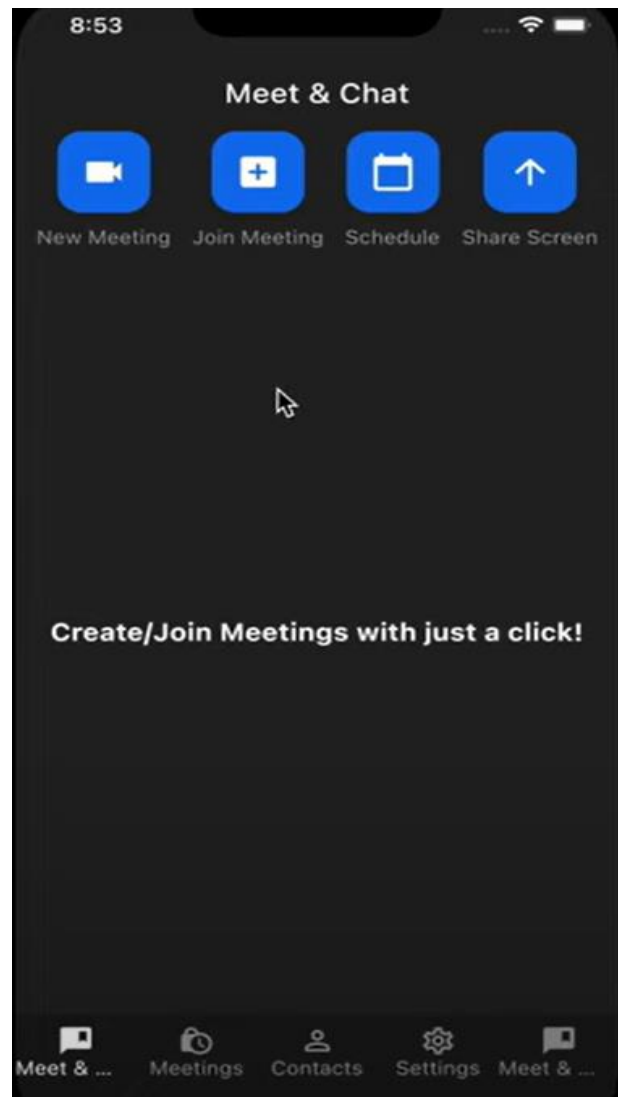 8:53
Meet & Chat
New Meeting Join Meeting Schedule Share Screen
Create/Join Meetings with just a click!
Meet & ... Meetings Contacts Settings Meet & ...